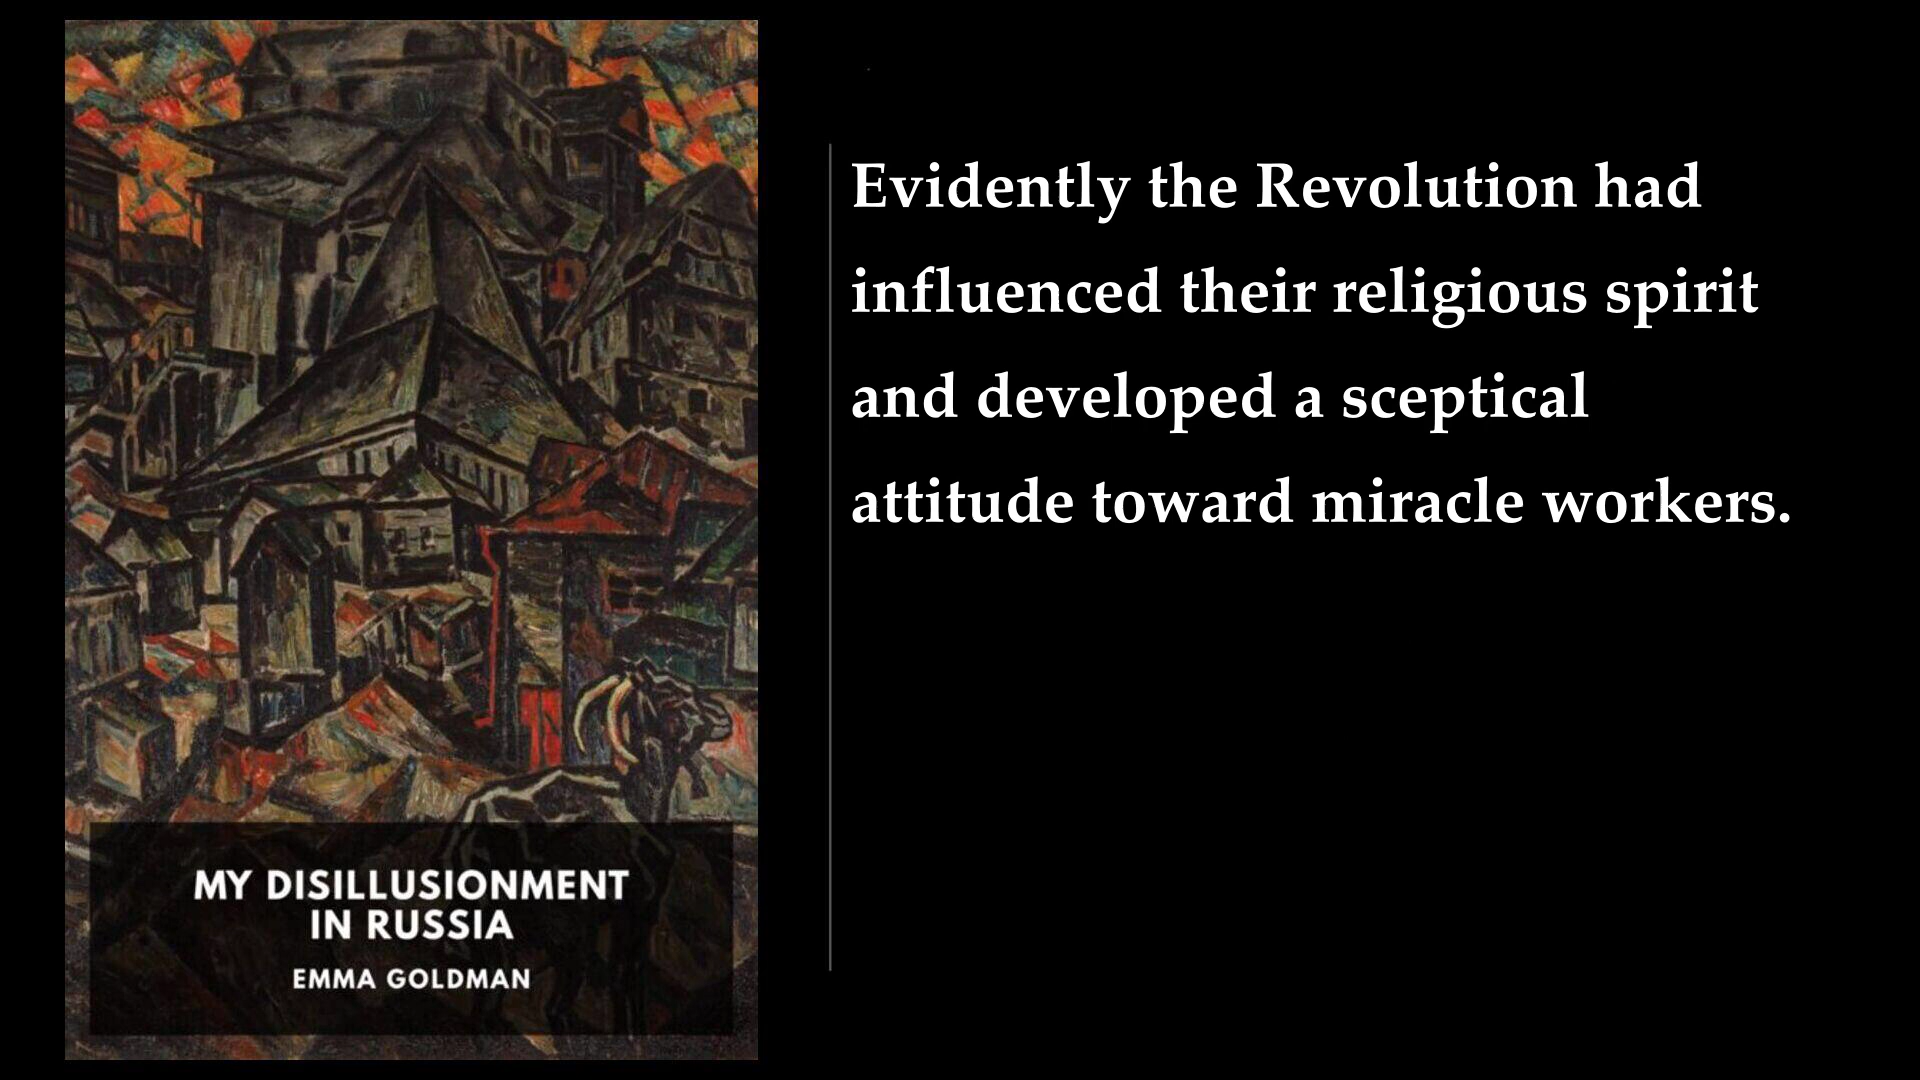 MY DISILLUSIONMENT
IN RUSSIA
EMMA GOLDMAN
Evidently the Revolution had
influenced their religious spirit
and developed a sceptical
attitude toward miracle workers.